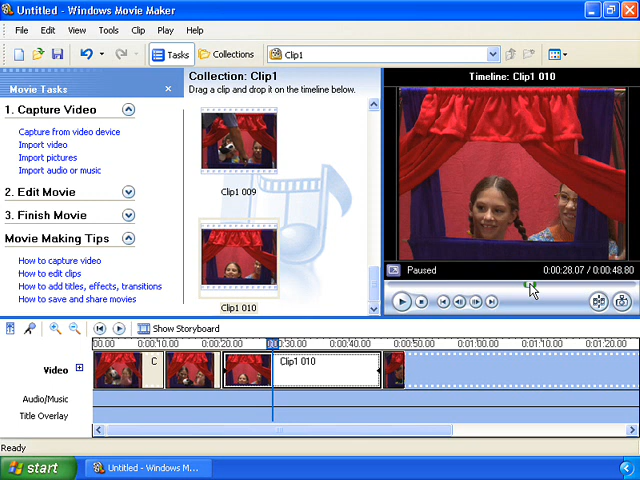 Untitled - Windows Movie Maker
File Edit View Tools Clip Play Help
Tasks Collections Clip1
Movie Tasks
1. Capture Video
Capture from video device
Import video
Import pictures
Import audio or music
2. Edit Movie
3. Finish Movie
Movie Making Tips
How to capture video
How to edit clips
How to add titles, effects, transitions
How to save and share movies
Collection: Clip1
Drag a clip and drop it on the timeline below.
Clip1 009
Clip1 010
Timeline: Clip1 010
Paused 0:00:28.07 / 0:00:48.80
Show Storyboard
00.00 0:00:10.00 0:00:20.00 0:00:30.00 0:00:40.00 0:00:50.00 0:01:00.00 0:01:10.00 0:01:20.00
Video C Clip1 010
Audio/Music
Title Overlay
Ready
start Untitled - Windows M...